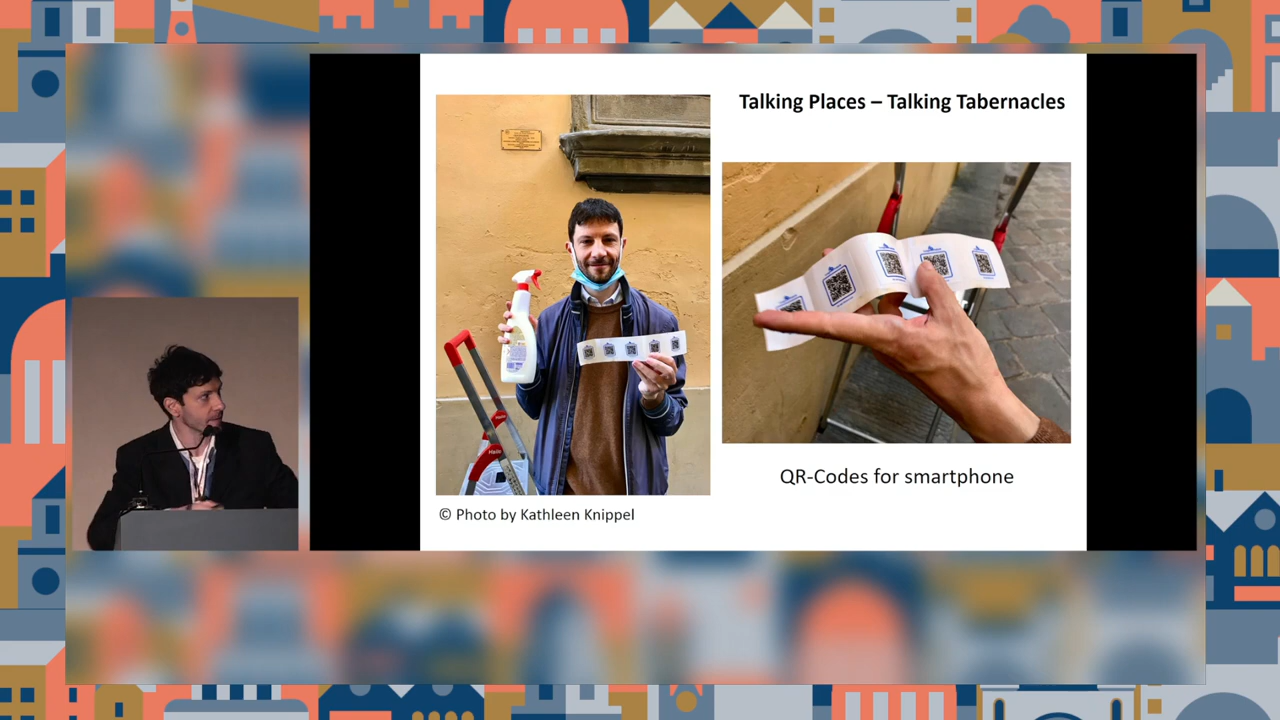 Talking Places – Talking Tabernacles
QR-Codes for smartphone
© Photo by Kathleen Knippel